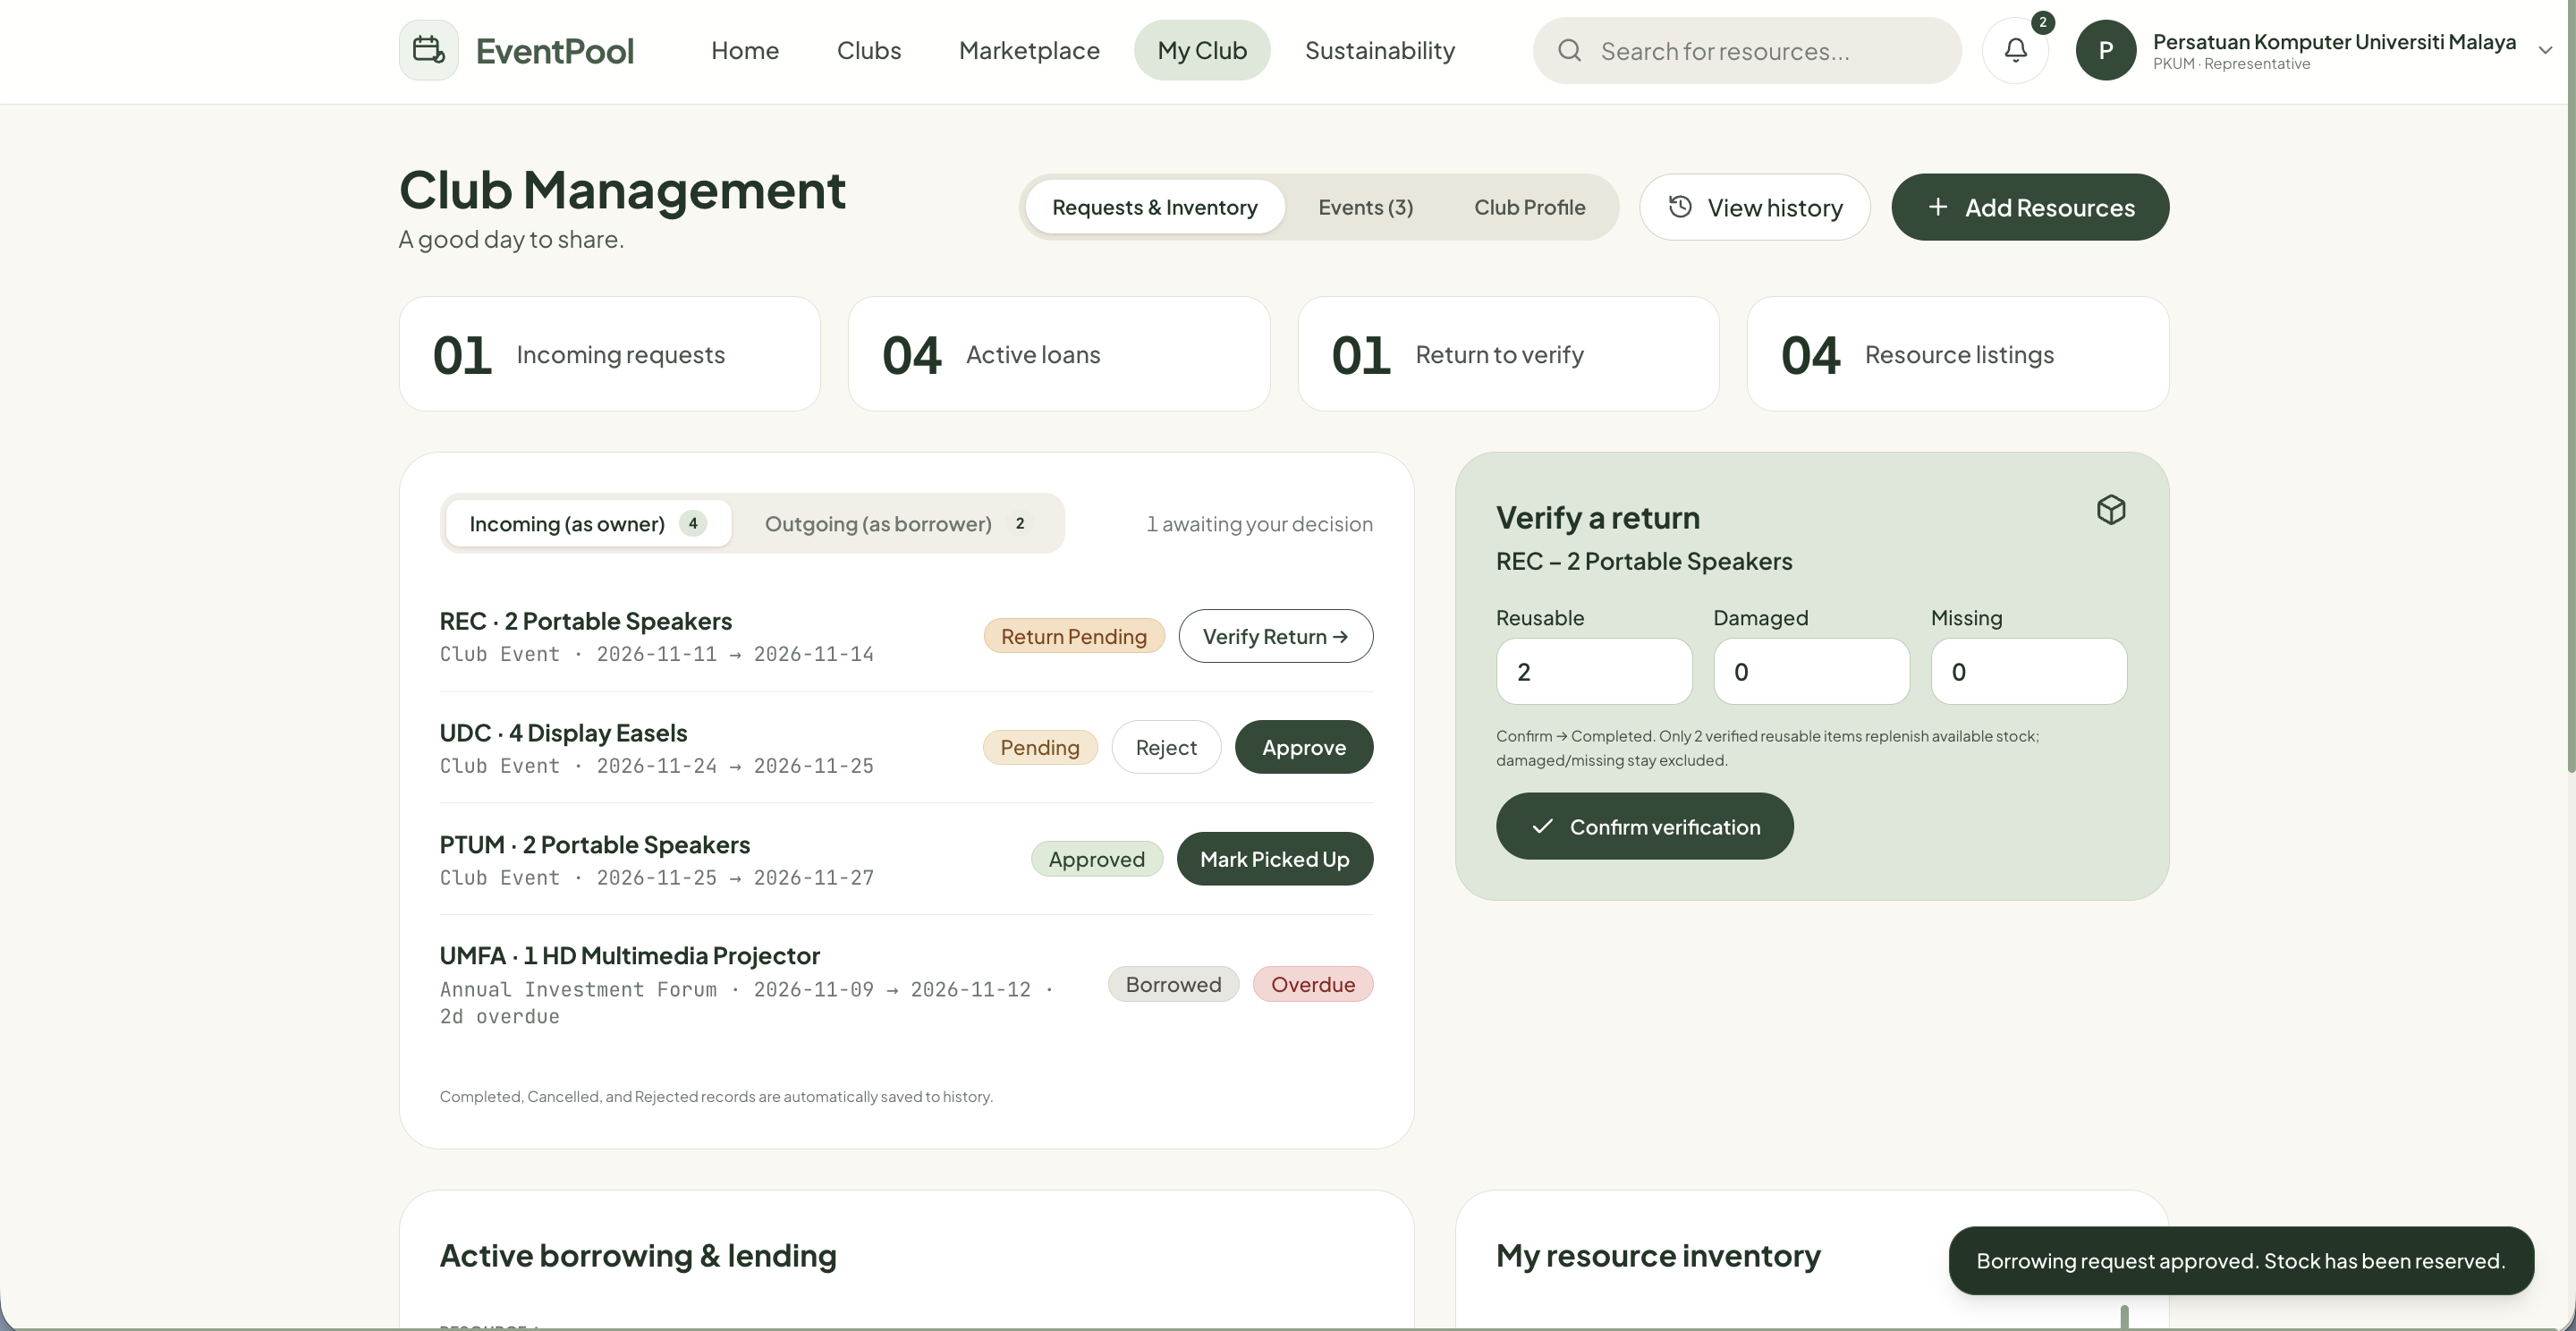 EventPool
Home
Clubs
Marketplace
My Club
Sustainability
Search for resources...
2
P
Persatuan Komputer Universiti Malaya
PKUM · Representative
Club Management
A good day to share.
Requests & Inventory
Events (3)
Club Profile
View history
+ Add Resources
01 Incoming requests
04 Active loans
01 Return to verify
04 Resource listings
Incoming (as owner) 4
Outgoing (as borrower) 2
1 awaiting your decision
REC · 2 Portable Speakers
Club Event · 2026-11-11 → 2026-11-14
Return Pending
Verify Return →
UDC · 4 Display Easels
Club Event · 2026-11-24 → 2026-11-25
Pending
Reject
Approve
PTUM · 2 Portable Speakers
Club Event · 2026-11-25 → 2026-11-27
Approved
Mark Picked Up
UMFA · 1 HD Multimedia Projector
Annual Investment Forum · 2026-11-09 → 2026-11-12 ·
2d overdue
Borrowed
Overdue
Completed, Cancelled, and Rejected records are automatically saved to history.
Verify a return
REC – 2 Portable Speakers
Reusable
Damaged
Missing
2
0
0
Confirm → Completed. Only 2 verified reusable items replenish available stock;
damaged/missing stay excluded.
Confirm verification
Active borrowing & lending
My resource inventory
Borrowing request approved. Stock has been reserved.